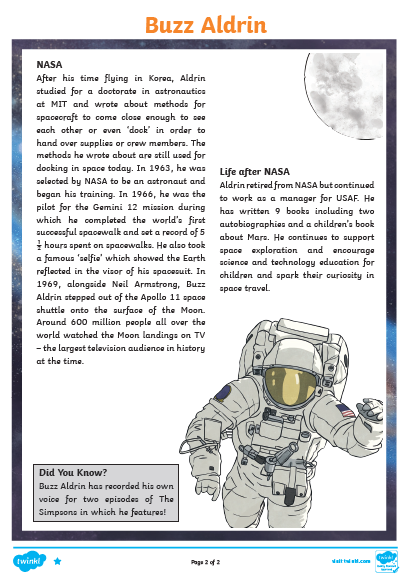 Buzz Aldrin
NASA
After his time flying in Korea, Aldrin
studied for a doctorate in astronautics
at MIT and wrote about methods for
spacecraft to come close enough to see
each other or even ‘dock’ in order to
hand over supplies or crew members. The
methods he wrote about are still used for
docking in space today. In 1963, he was
selected by NASA to be an astronaut and
began his training. In 1966, he was the
pilot for the Gemini 12 mission during
which he completed the world’s first
successful spacewalk and set a record of 5
½ hours spent on spacewalks. He also took
a famous ‘selfie’ which showed the Earth
reflected in the visor of his spacesuit. In
1969, alongside Neil Armstrong, Buzz
Aldrin stepped out of the Apollo 11 space
shuttle onto the surface of the Moon.
Around 600 million people all over the
world watched the Moon landings on TV
– the largest television audience in history
at the time.
Life after NASA
Aldrin retired from NASA but continued
to work as a manager for USAF. He
has written 9 books including two
autobiographies and a children’s book
about Mars. He continues to support
space exploration and encourage
science and technology education for
children and spark their curiosity in
space travel.
Did You Know?
Buzz Aldrin has recorded his own
voice for two episodes of The
Simpsons in which he features!
twinkl
Page 2 of 2
visit twinkl.com
twinkl